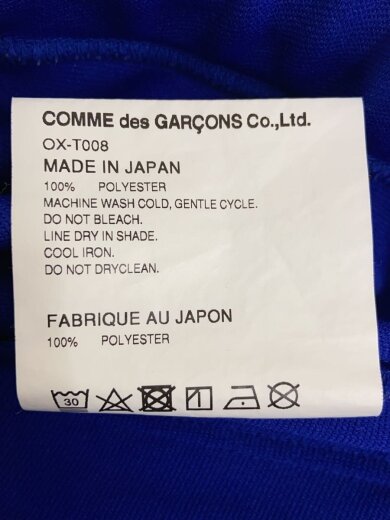 COMME des GARÇONS Co.,Ltd.
OX-T008
MADE IN JAPAN
100% POLYESTER
MACHINE WASH COLD, GENTLE CYCLE.
DO NOT BLEACH.
LINE DRY IN SHADE.
COOL IRON.
DO NOT DRYCLEAN.
FABRIQUE AU JAPON
100% POLYESTER
30